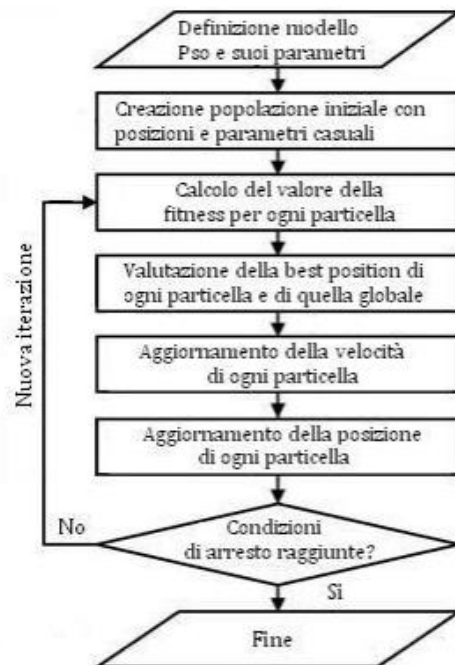 Definizione modello
Pso e suoi parametri
Creazione popolazione iniziale con
posizioni e parametri casuali
Calcolo del valore della
fitness per ogni particella
Valutazione della best position di
ogni particella e di quella globale
Aggiornamento della velocità
di ogni particella
Aggiornamento della posizione
di ogni particella
Condizioni
di arresto raggiunte?
No
Nuova iterazione
Si
Fine